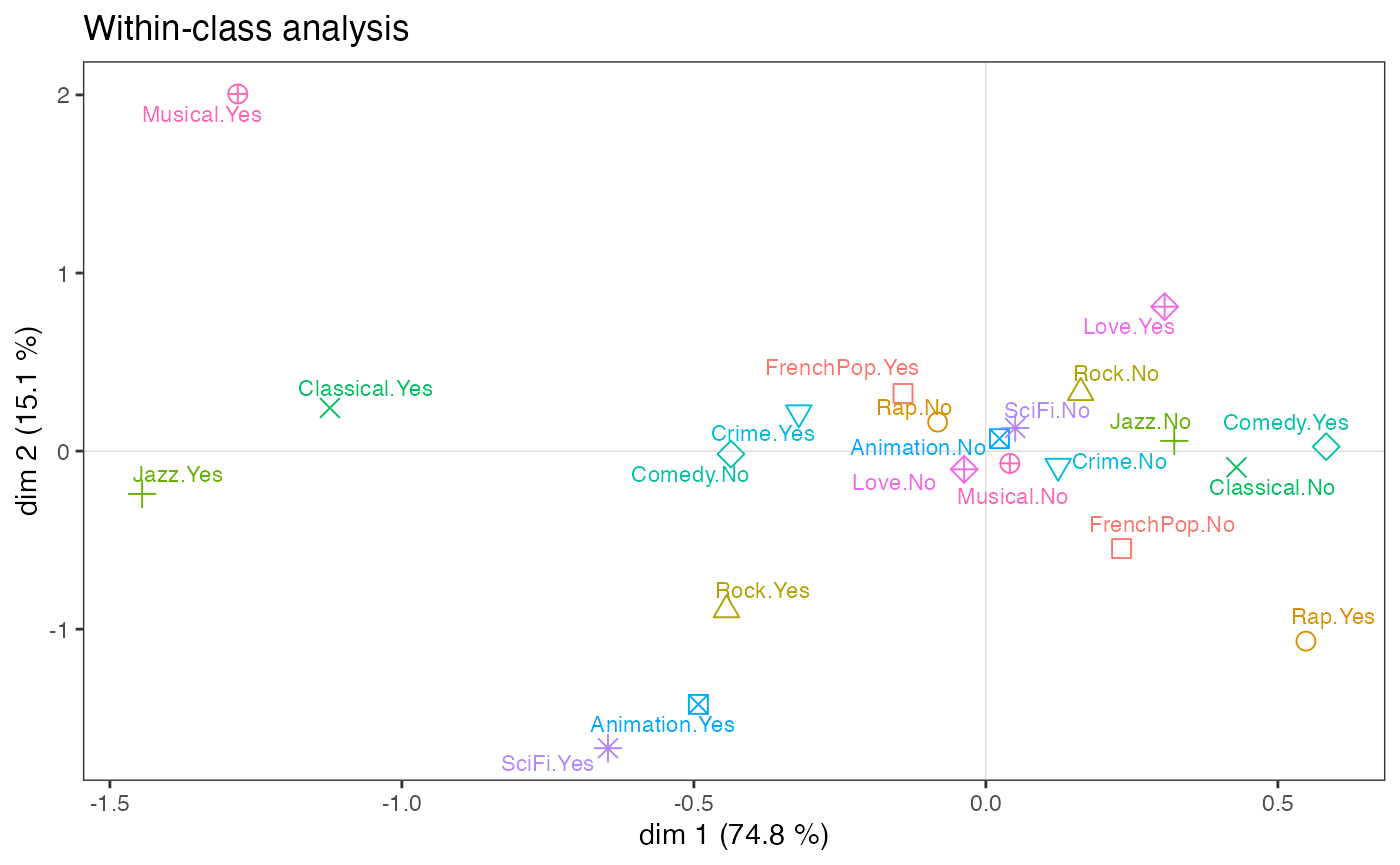 Within-class analysis
2
Musical.Yes
1
Love.Yes
FrenchPop.Yes
Rock.No
Classical.Yes
Rap.No
SciFi.No
Jazz.No
Comedy.Yes
Crime.Yes
Animation.No
0
Jazz.Yes
Comedy.No
Love.No
Musical.No
Crime.No
Classical.No
FrenchPop.No
Rock.Yes
Rap.Yes
-1
Animation.Yes
SciFi.Yes
-1.5 -1.0 -0.5 0.0 0.5
dim 1 (74.8 %)
dim 2 (15.1 %)